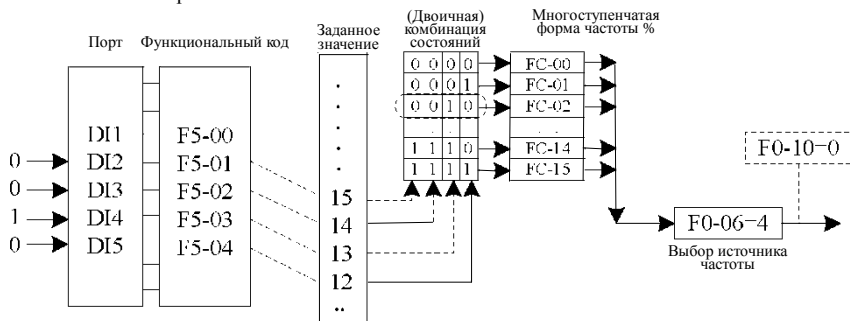 Порт
Функциональный код
Заданное
значение
(Двоичная)
комбинация
состояний
Многоступенчатая
форма частоты %
0
DI1
DI2
DI3
DI4
DI5
0
1
0
F5-00
F5-01
F5-02
F5-03
F5-04
.
.
.
.
.
15
14
13
12
..
0 0 0 0
0 0 0 1
0 0 1 0
. . . .
1 1 1 0
1 1 1 1
FC-00
FC-01
FC-02
. .
FC-14
FC-15
F0-10=0
F0-06=4
Выбор источника
частоты